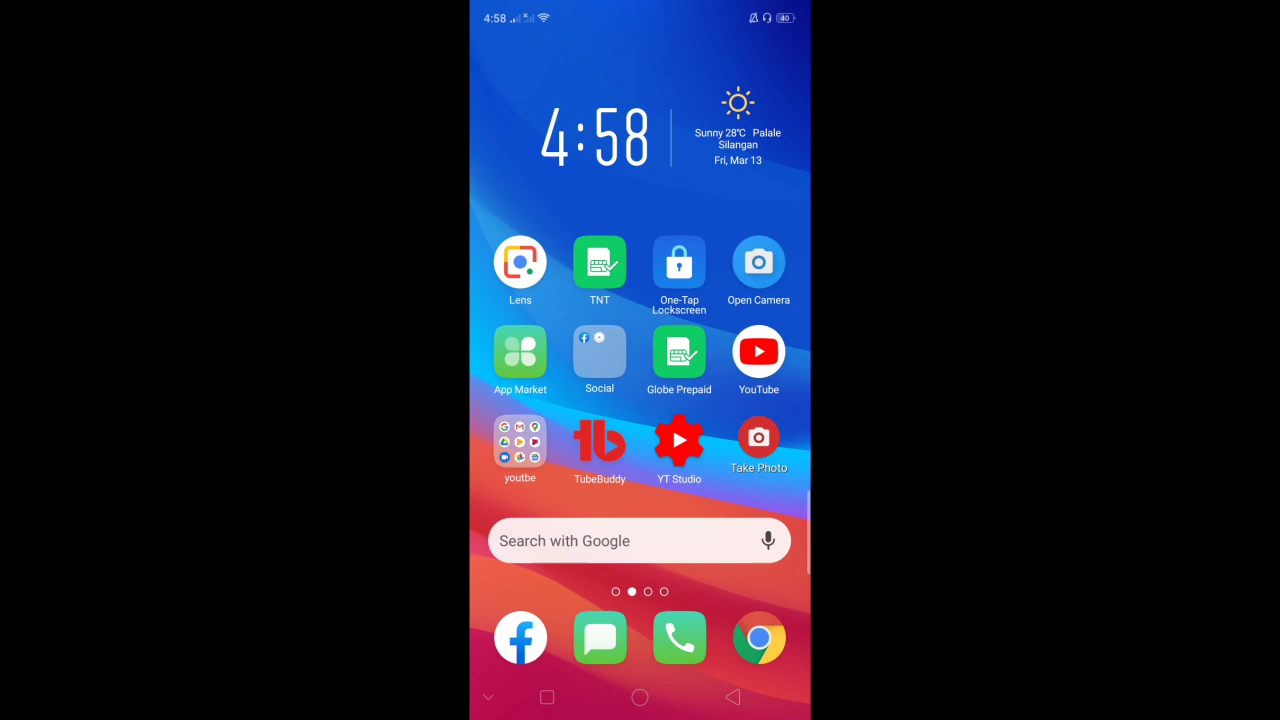 4:58
40
4:58
Sunny 28℃ Palale
Silangan
Fri, Mar 13
Lens
TNT
One-Tap
Lockscreen
Open Camera
App Market
Social
Globe Prepaid
YouTube
youtbe
TubeBuddy
YT Studio
Take Photo
Search with Google